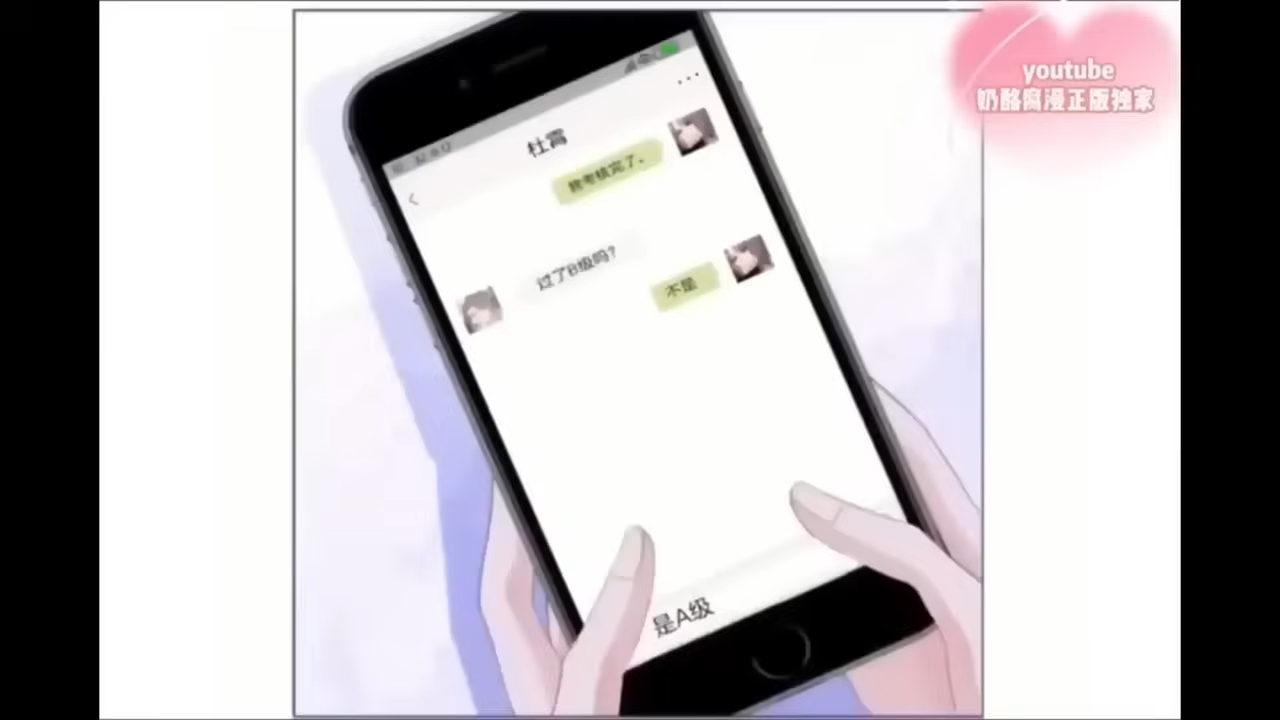 youtube
奶酪腐漫正版独家
杜霄
我考核完了。
过了B级吗？
不是
是A级